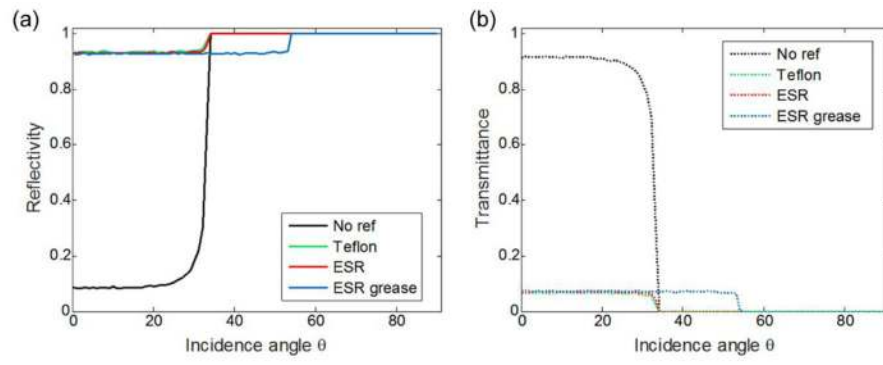 (a)
1
0.8
0.6
0.4
0.2
0
Reflectivity
No ref
Teflon
ESR
ESR grease
0 20 40 60 80
Incidence angle θ
(b)
1
0.8
0.6
0.4
0.2
0
Transmittance
No ref
Teflon
ESR
ESR grease
0 20 40 60 80
Incidence angle θ